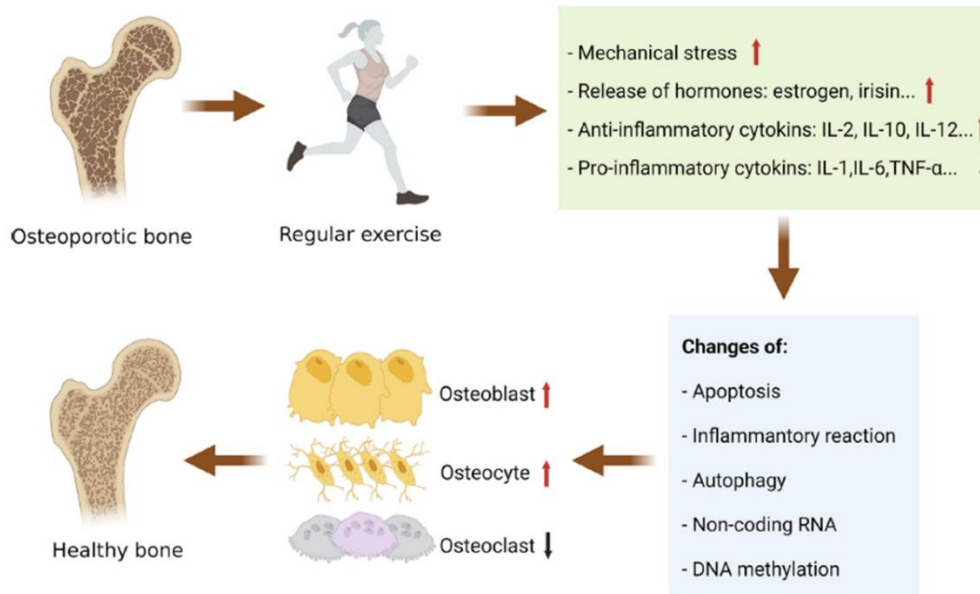 - Mechanical stress
- Release of hormones: estrogen, irisin...
- Anti-inflammatory cytokins: IL-2, IL-10, IL-12...
- Pro-inflammatory cytokins: IL-1,IL-6,TNF-α...
Osteoporotic bone
Regular exercise
Changes of:
- Apoptosis
- Inflammantory reaction
- Autophagy
- Non-coding RNA
- DNA methylation
Osteoblast
Osteocyte
Osteoclast
Healthy bone